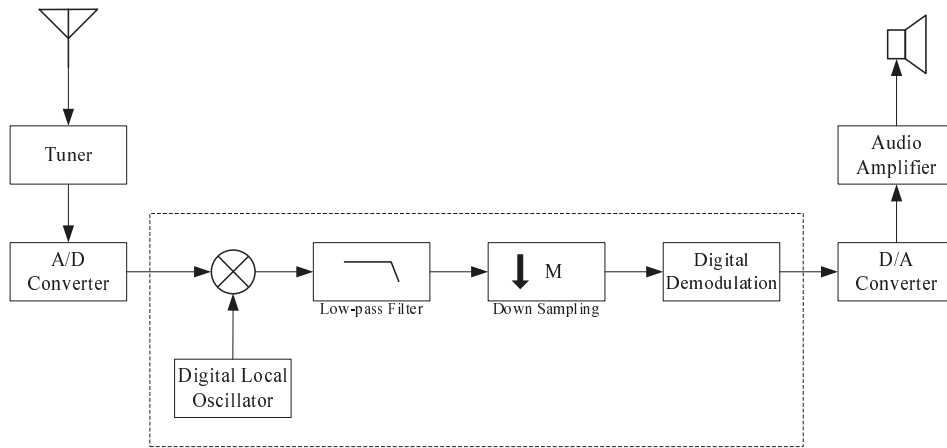 Tuner
A/D
Converter
Digital Local
Oscillator
Low-pass Filter
M
Down Sampling
Digital
Demodulation
D/A
Converter
Audio
Amplifier